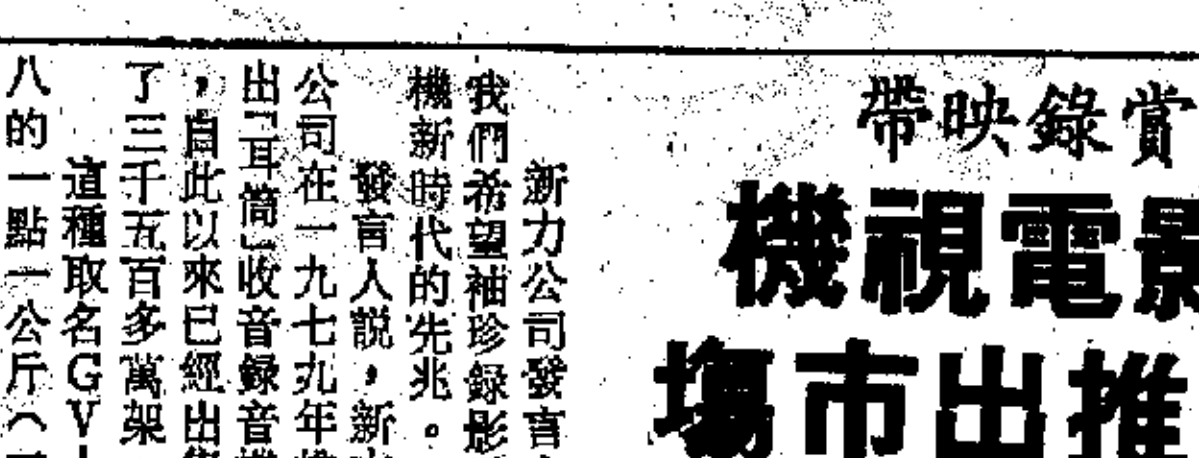 賞錄映帶
影電視機
推出市場
新力公司發言
我們希望袖珍錄影
機新時代的先兆。
發言人説，新
公司在一九七九年
出「耳筒」收音錄音機
，自此以來已經出
了三千五百多萬架
這種取名GV
八的一點一公斤（